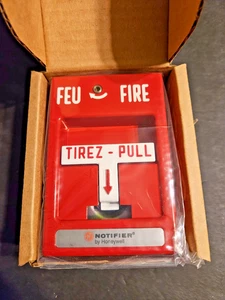 FEU FIRE
TIREZ - PULL
NOTIFIER®
by Honeywell